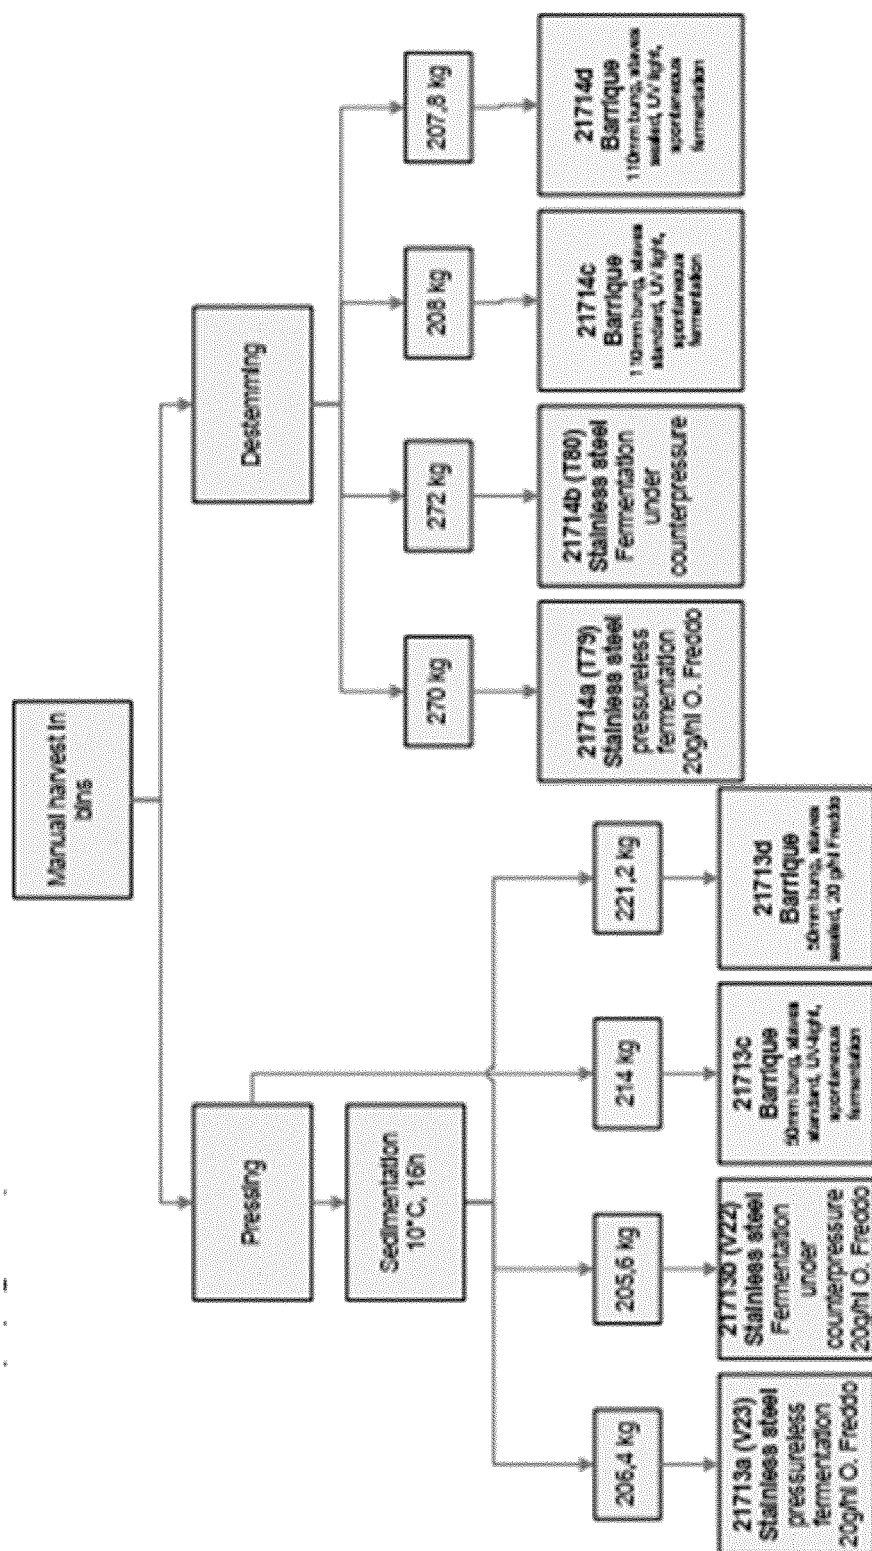 Manual harvest in
bins
Pressing
Destemming
Sedimentation
10°C, 16h
206,4 kg
205,6 kg
214 kg
221,2 kg
270 kg
272 kg
208 kg
207,8 kg
21713a (V23)
Stainless steel
pressureless
fermentation
20g/hl O. Freddo
21713b (V22)
Stainless steel
Fermentation
under
counterpressure
20g/hl O. Freddo
21713c
Barrique
50mm bung, staves
standard, UV-light,
spontaneous
fermentation
21713d
Barrique
50mm bung, staves
sealed, 20 g/hl Freddo
21714a (T79)
Stainless steel
pressureless
fermentation
20g/hl O. Freddo
21714b (T80)
Stainless steel
Fermentation
under
counterpressure
21714c
Barrique
110mm bung, staves
standard, UV light,
spontaneous
fermentation
21714d
Barrique
110mm bung, staves
sealed, UV light,
spontaneous
fermentation